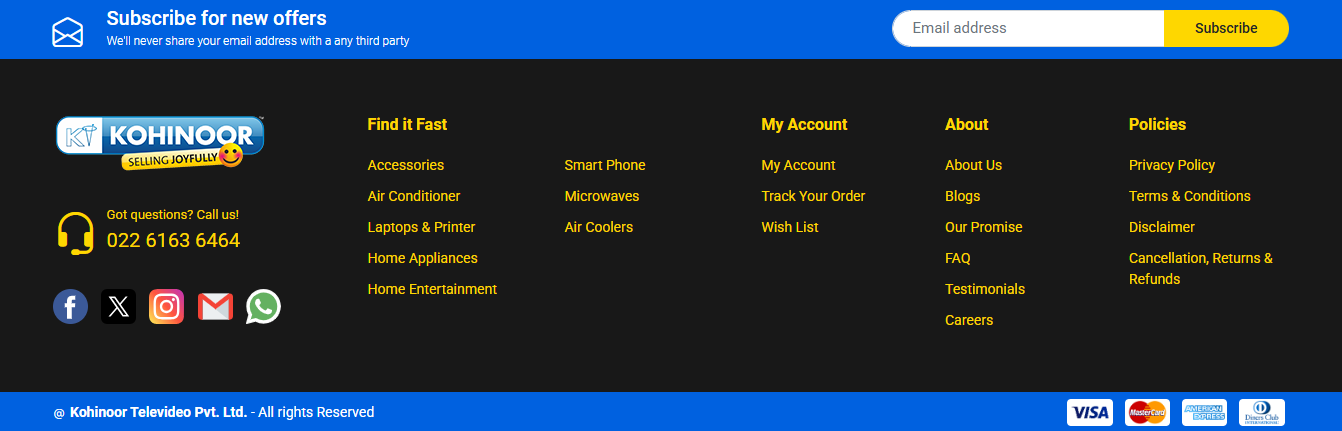 Subscribe for new offers
We'll never share your email address with a any third party
Email address
Subscribe
KT KOHINOOR™
SELLING JOYFULLY
Got questions? Call us!
022 6163 6464
Find it Fast
Accessories
Air Conditioner
Laptops & Printer
Home Appliances
Home Entertainment
Smart Phone
Microwaves
Air Coolers
My Account
My Account
Track Your Order
Wish List
About
About Us
Blogs
Our Promise
FAQ
Testimonials
Careers
Policies
Privacy Policy
Terms & Conditions
Disclaimer
Cancellation, Returns &
Refunds
@ Kohinoor Televideo Pvt. Ltd. - All rights Reserved
VISA
MasterCard
AMERICAN
EXPRESS
Diners Club
INTERNATIONAL